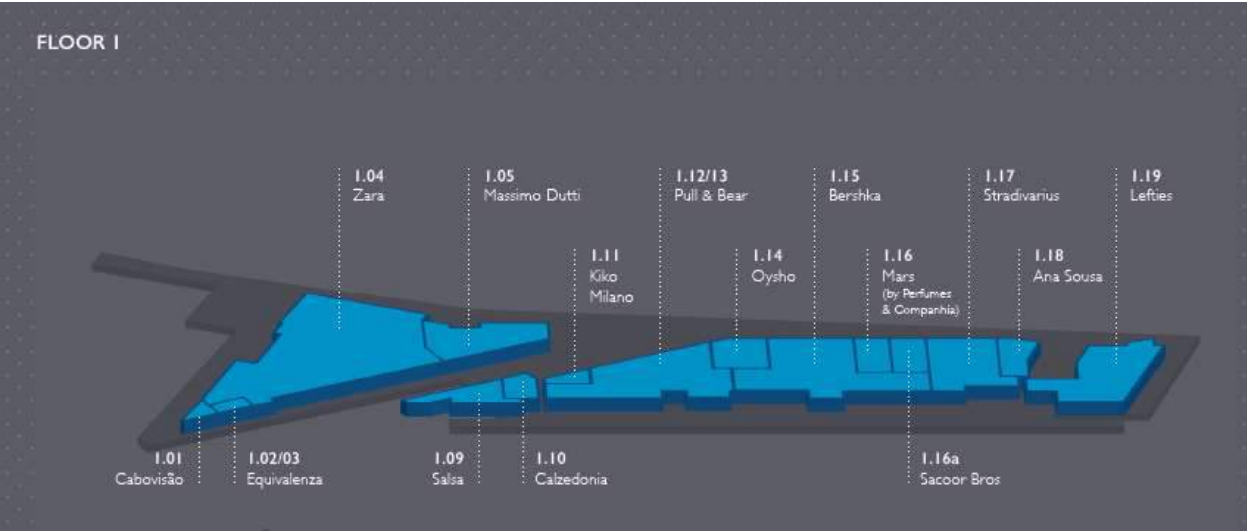 FLOOR 1
1.04
Zara
1.05
Massimo Dutti
1.12/13
Pull & Bear
1.15
Bershka
1.17
Stradivarius
1.19
Lefties
1.11
Kiko
Milano
1.14
Oysho
1.16
Mars
(by Perfumes
& Companhia)
1.18
Ana Sousa
1.01
Cabovisão
1.02/03
Equivalenza
1.09
Salsa
1.10
Calzedonia
1.16a
Sacoor Bros